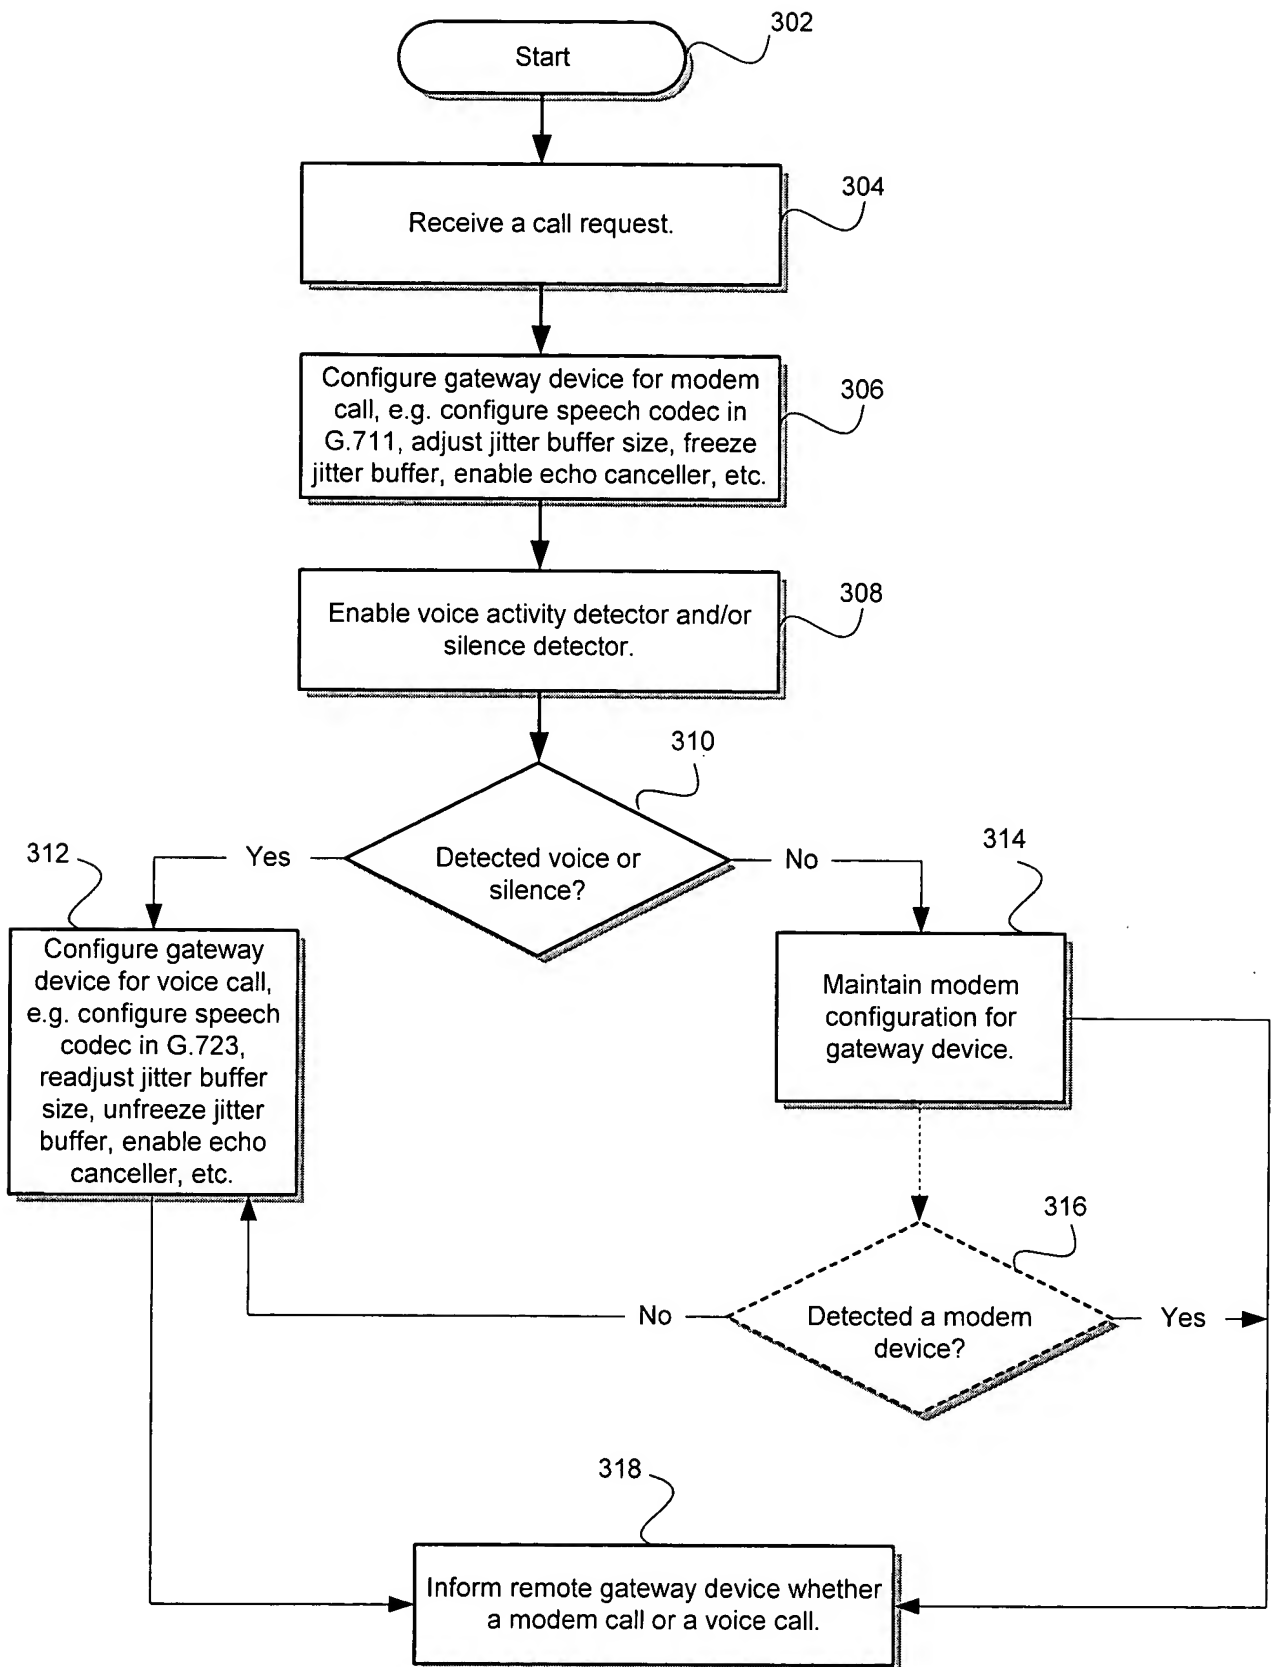 302
Start
304
Receive a call request.
306
Configure gateway device for modem
call, e.g. configure speech codec in
G.711, adjust jitter buffer size, freeze
jitter buffer, enable echo canceller, etc.
308
Enable voice activity detector and/or
silence detector.
310
Detected voice or
silence?
Yes
No
312
314
Configure gateway
device for voice call,
e.g. configure speech
codec in G.723,
readjust jitter buffer
size, unfreeze jitter
buffer, enable echo
canceller, etc.
Maintain modem
configuration for
gateway device.
316
Detected a modem
device?
No
Yes
318
Inform remote gateway device whether
a modem call or a voice call.